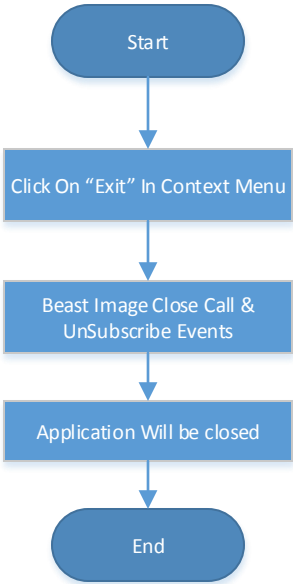 Start
Click On “Exit” In Context Menu
Beast Image Close Call &
UnSubscribe Events
Application Will be closed
End